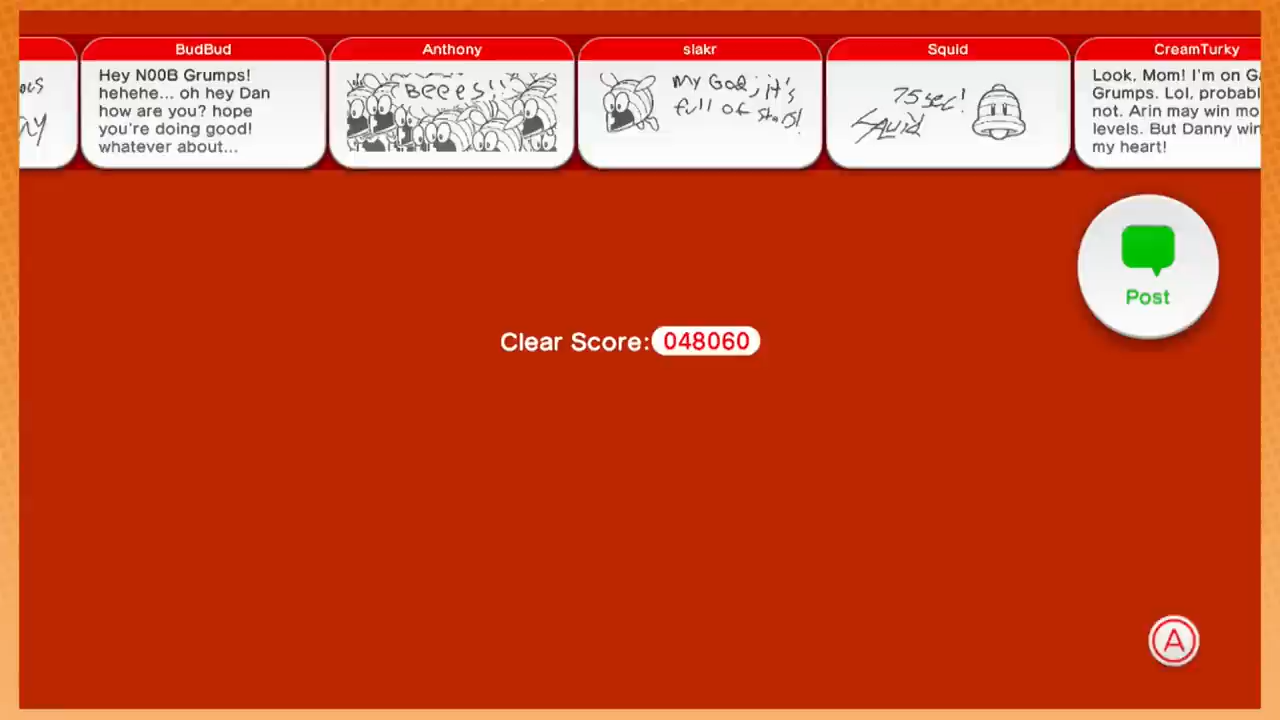 BudBud
Hey N00B Grumps!
hehehe... oh hey Dan
how are you? hope
you're doing good!
whatever about...
Anthony
BEEES!!
slakr
My God, it's
full of
Squid
75 sec!
Squid
CreamTurky
Look, Mom! I'm on G
Grumps. Lol, probabl
not. Arin may win mo
levels. But Danny win
my heart!
Post
Clear Score: 048060
A